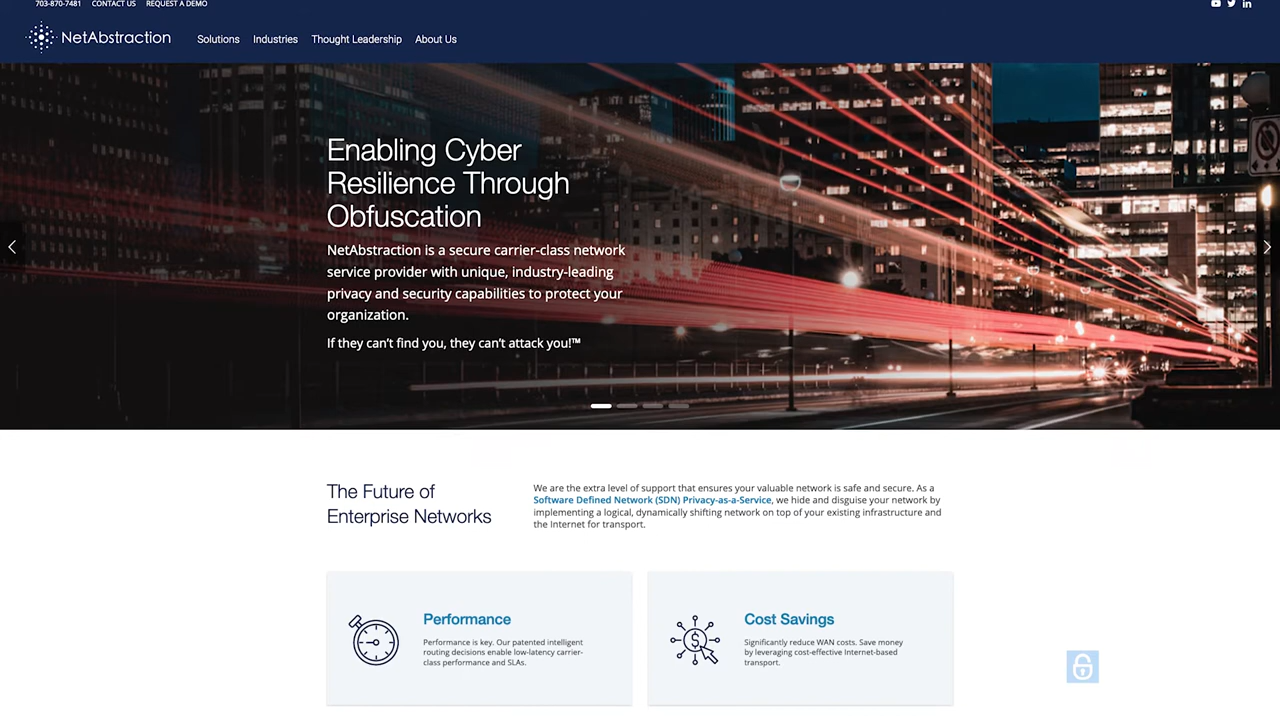 703-870-7481 CONTACT US REQUEST A DEMO
NetAbstraction
Solutions Industries Thought Leadership About Us
Enabling Cyber
Resilience Through
Obfuscation
NetAbstraction is a secure carrier-class network
service provider with unique, industry-leading
privacy and security capabilities to protect your
organization.
If they can't find you, they can't attack you!™
The Future of
Enterprise Networks
We are the extra level of support that ensures your valuable network is safe and secure. As a
Software Defined Network (SDN) Privacy-as-a-Service, we hide and disguise your network by
implementing a logical, dynamically shifting network on top of your existing infrastructure and
the Internet for transport.
Performance
Performance is key. Our patented intelligent
routing decisions enable low-latency carrier-
class performance and SLAs.
Cost Savings
Significantly reduce WAN costs. Save money
by leveraging cost-effective Internet-based
transport.